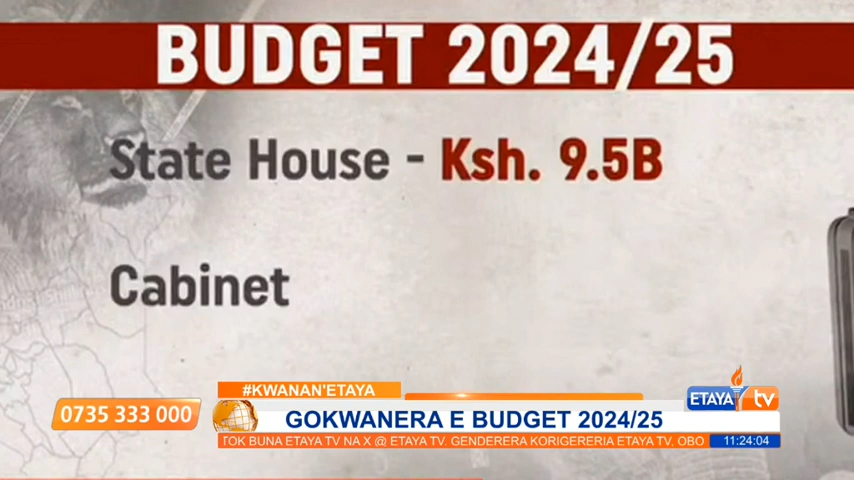 BUDGET 2024/25
State House - Ksh. 9.5B
Cabinet
#KWANAN'ETAYA
0735 333 000
GOKWANERA E BUDGET 2024/25
ETAYA tv
TOK BUNA ETAYA TV NA X @ ETAYA TV. GENDERERA KORIGERERIA ETAYA TV, OBO
11:24:04